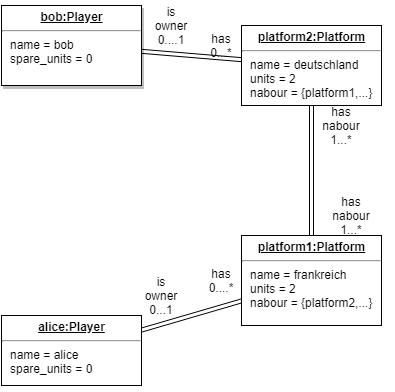 bob:Player
name = bob
spare_units = 0
is
owner
0....1
has
0...*
platform2:Platform
name = deutschland
units = 2
nabour = {platform1,...}
has
nabour
1...*
has
nabour
1...*
platform1:Platform
name = frankreich
units = 2
nabour = {platform2,...}
is
owner
0...1
has
0....*
alice:Player
name = alice
spare_units = 0